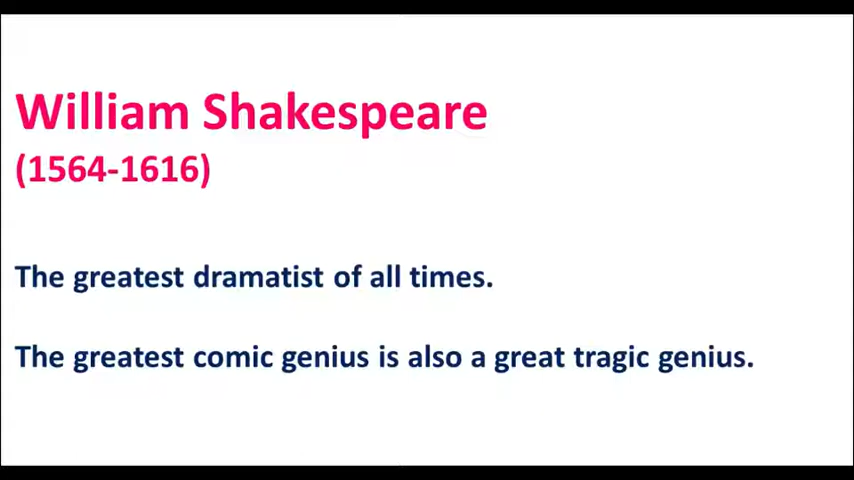 William Shakespeare
(1564-1616)
The greatest dramatist of all times.
The greatest comic genius is also a great tragic genius.